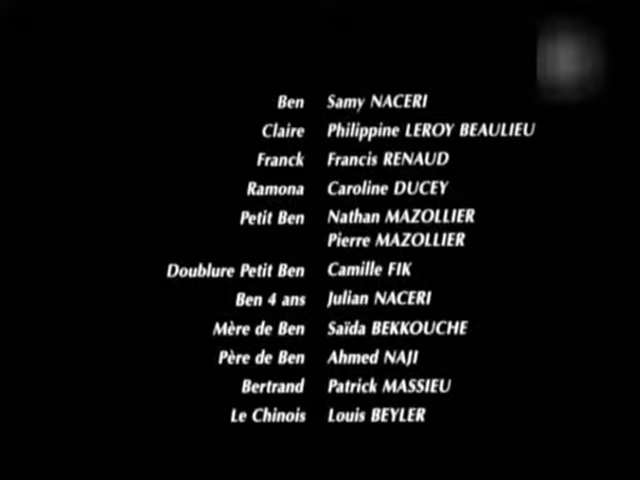 Ben Samy NACERI
Claire Philippine LEROY BEAULIEU
Franck Francis RENAUD
Ramona Caroline DUCEY
Petit Ben Nathan MAZOLLIER
Pierre MAZOLLIER
Doublure Petit Ben Camille FIK
Ben 4 ans Julian NACERI
Mère de Ben Saïda BEKKOUCHE
Père de Ben Ahmed NAJI
Bertrand Patrick MASSIEU
Le Chinois Louis BEYLER